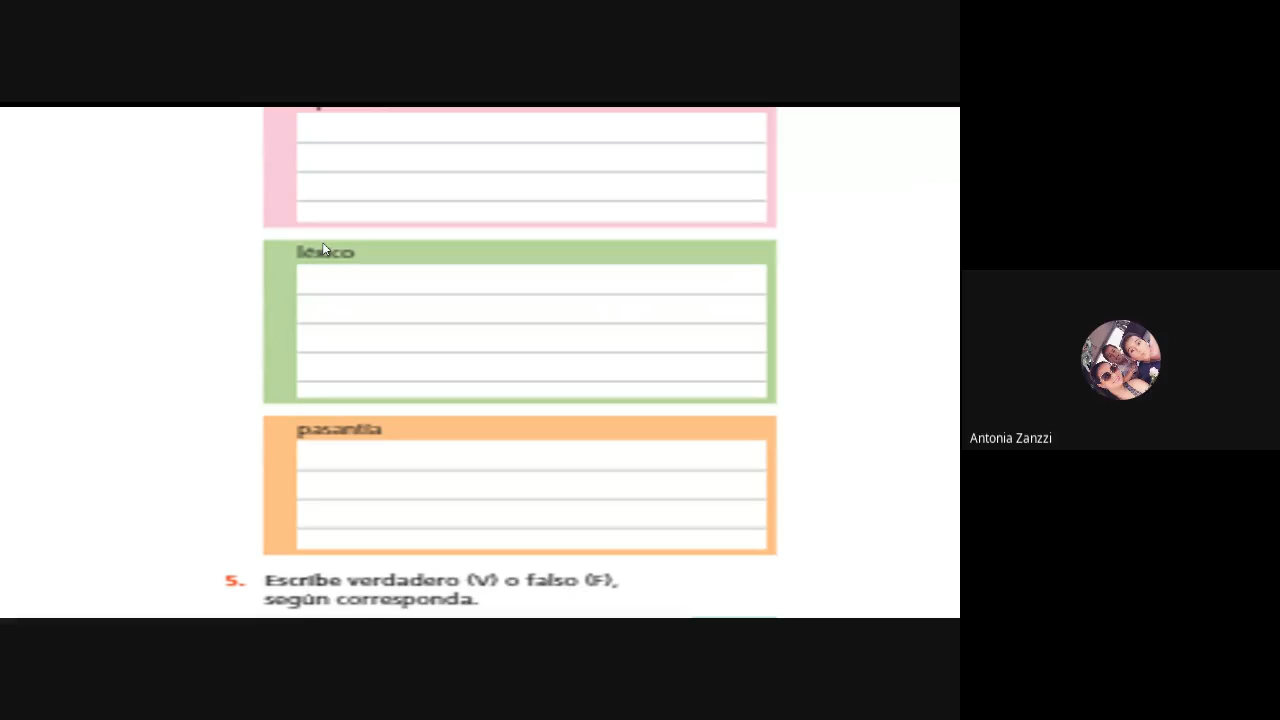 léxico
pasantía
5. Escribe verdadero (V) o falso (F),
según corresponda.
Antonia Zanzzi